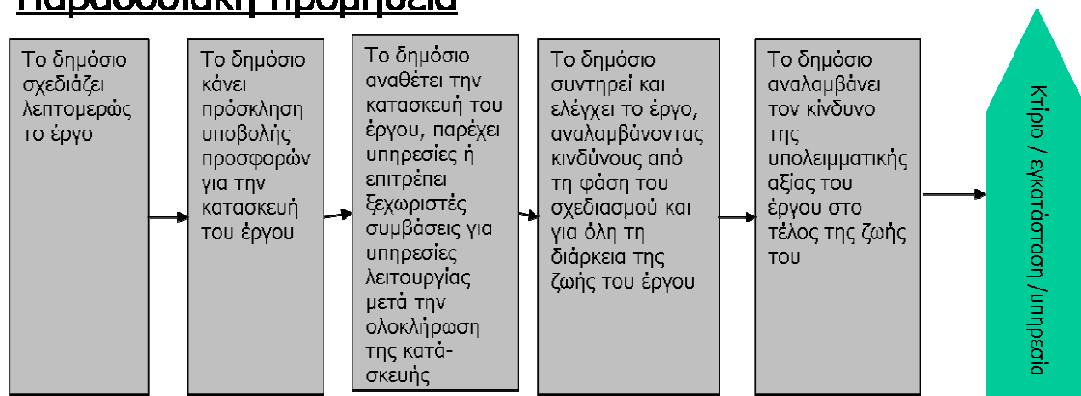 Παραδοσιακή προμήθεια
Το δημόσιο
σχεδιάζει
λεπτομερώς
το έργο
Το δημόσιο
κάνει
πρόσκληση
υποβολής
προσφορών
για την
κατασκευή
του έργου
Το δημόσιο
αναθέτει την
κατασκευή του
έργου, παρέχει
υπηρεσίες ή
επιτρέπει
ξεχωριστές
συμβάσεις για
υπηρεσίες
λειτουργίας
μετά την
ολοκλήρωση
της κατά-
σκευής
Το δημόσιο
συντηρεί και
ελέγχει το έργο,
αναλαμβάνοντας
κινδύνους από
τη φάση του
σχεδιασμού και
για όλη τη
διάρκεια της
ζωής του έργου
Το δημόσιο
αναλαμβάνει
τον κίνδυνο
της
υπολειμματικής
αξίας του
έργου στο
τέλος της ζωής
του
Κτίριο / εγκατάσταση /υπηρεσία